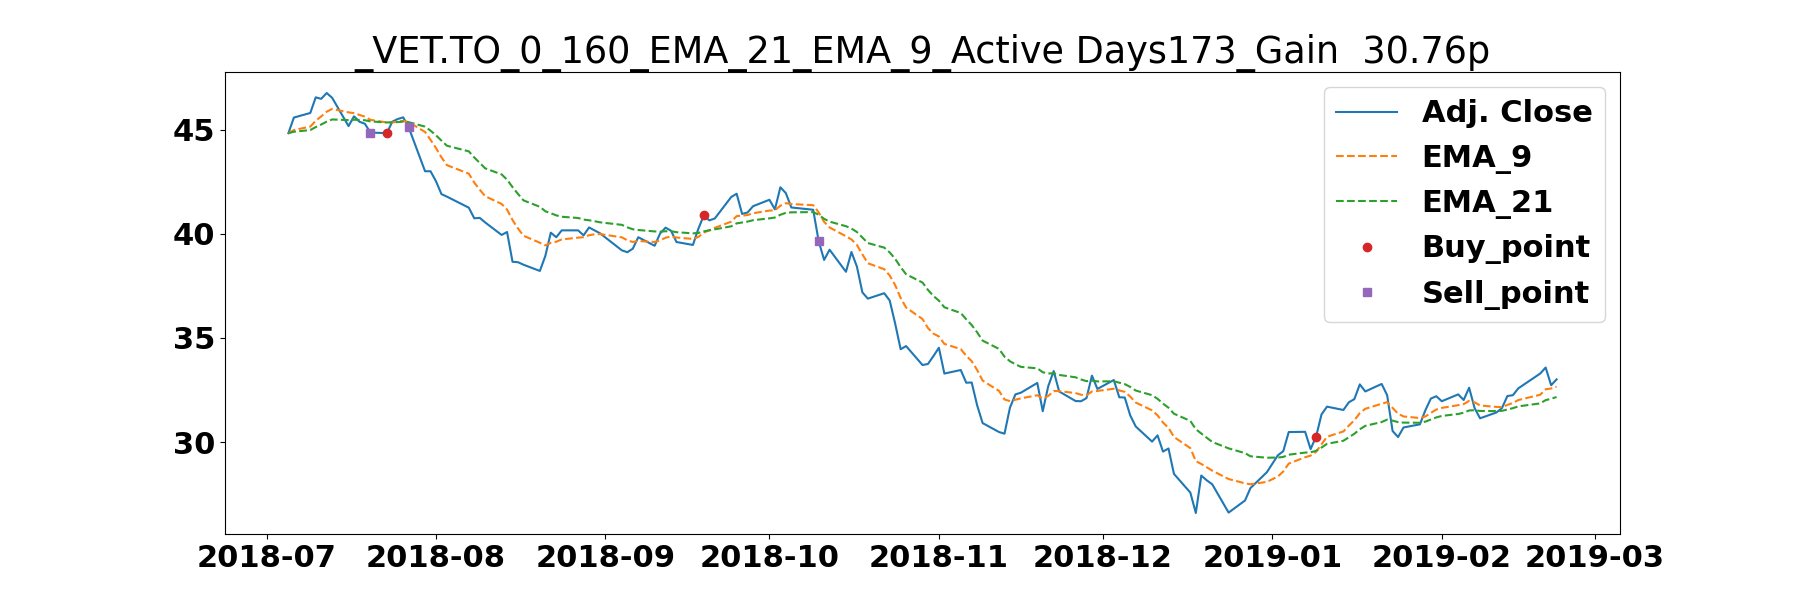 _VET.TO_0_160_EMA_21_EMA_9_Active Days173_Gain  30.76p
Adj. Close
EMA_9
EMA_21
Buy_point
Sell_point
45
40
35
30
2018-07 2018-08 2018-09 2018-10 2018-11 2018-12 2019-01 2019-02 2019-03